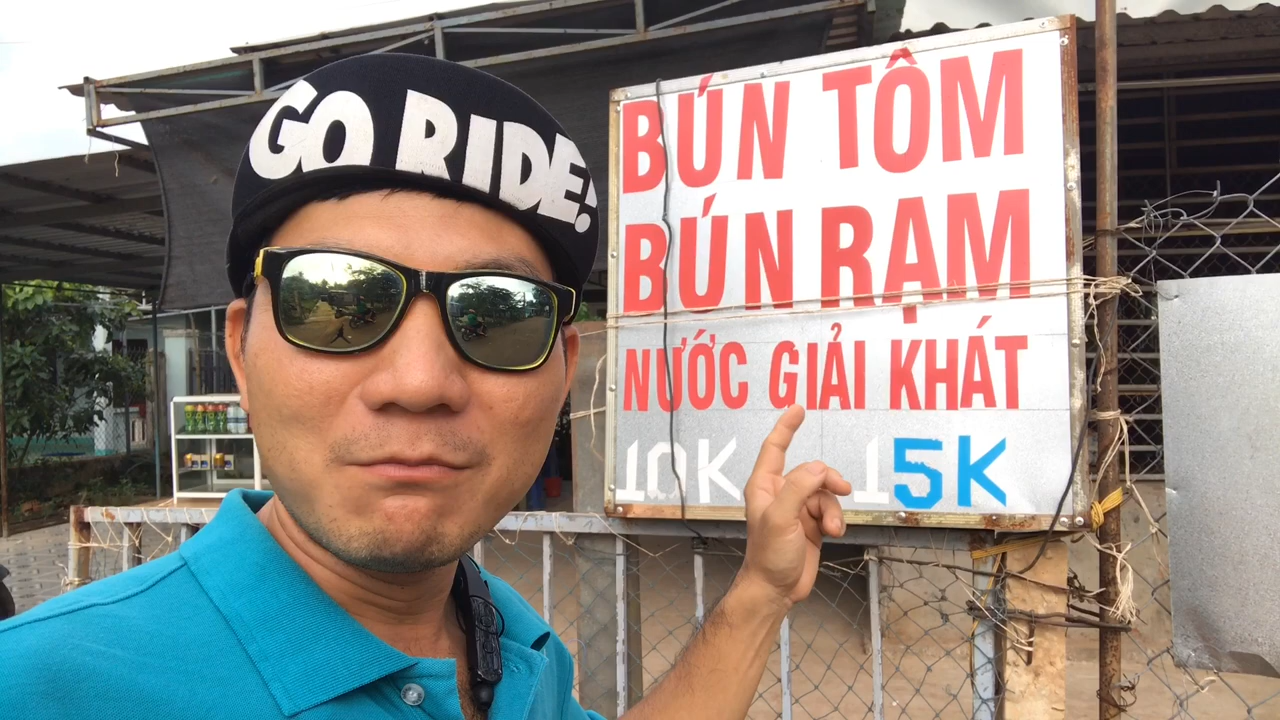 GO RIDE!
BÚN TÔM
BÚN RẠM
NƯỚC GIẢI KHÁT
10K 15K